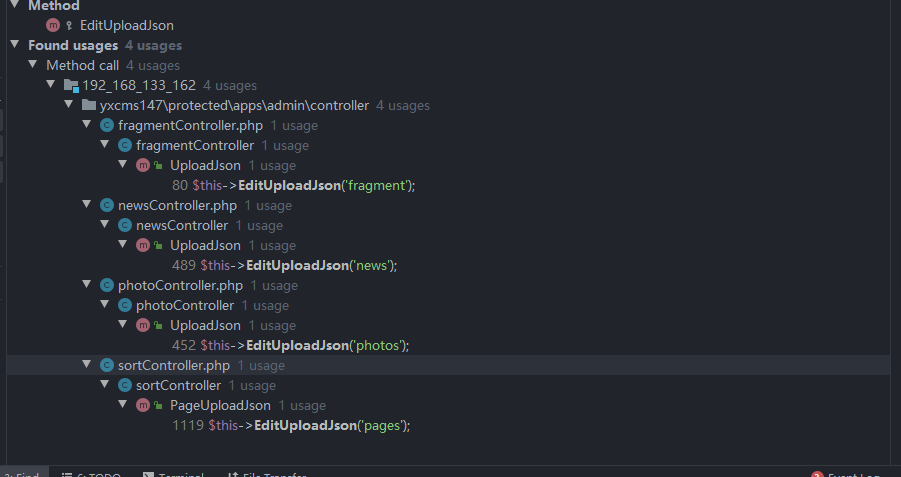 Method
EditUploadJson
Found usages 4 usages
Method call 4 usages
192_168_133_162 4 usages
yxcms147\protected\apps\admin\controller 4 usages
fragmentController.php 1 usage
fragmentController 1 usage
UploadJson 1 usage
80 $this->EditUploadJson('fragment');
newsController.php 1 usage
newsController 1 usage
UploadJson 1 usage
489 $this->EditUploadJson('news');
photoController.php 1 usage
photoController 1 usage
UploadJson 1 usage
452 $this->EditUploadJson('photos');
sortController.php 1 usage
sortController 1 usage
PageUploadJson 1 usage
1119 $this->EditUploadJson('pages');
3: Find 6: TODO Terminal File Transfer Event Log